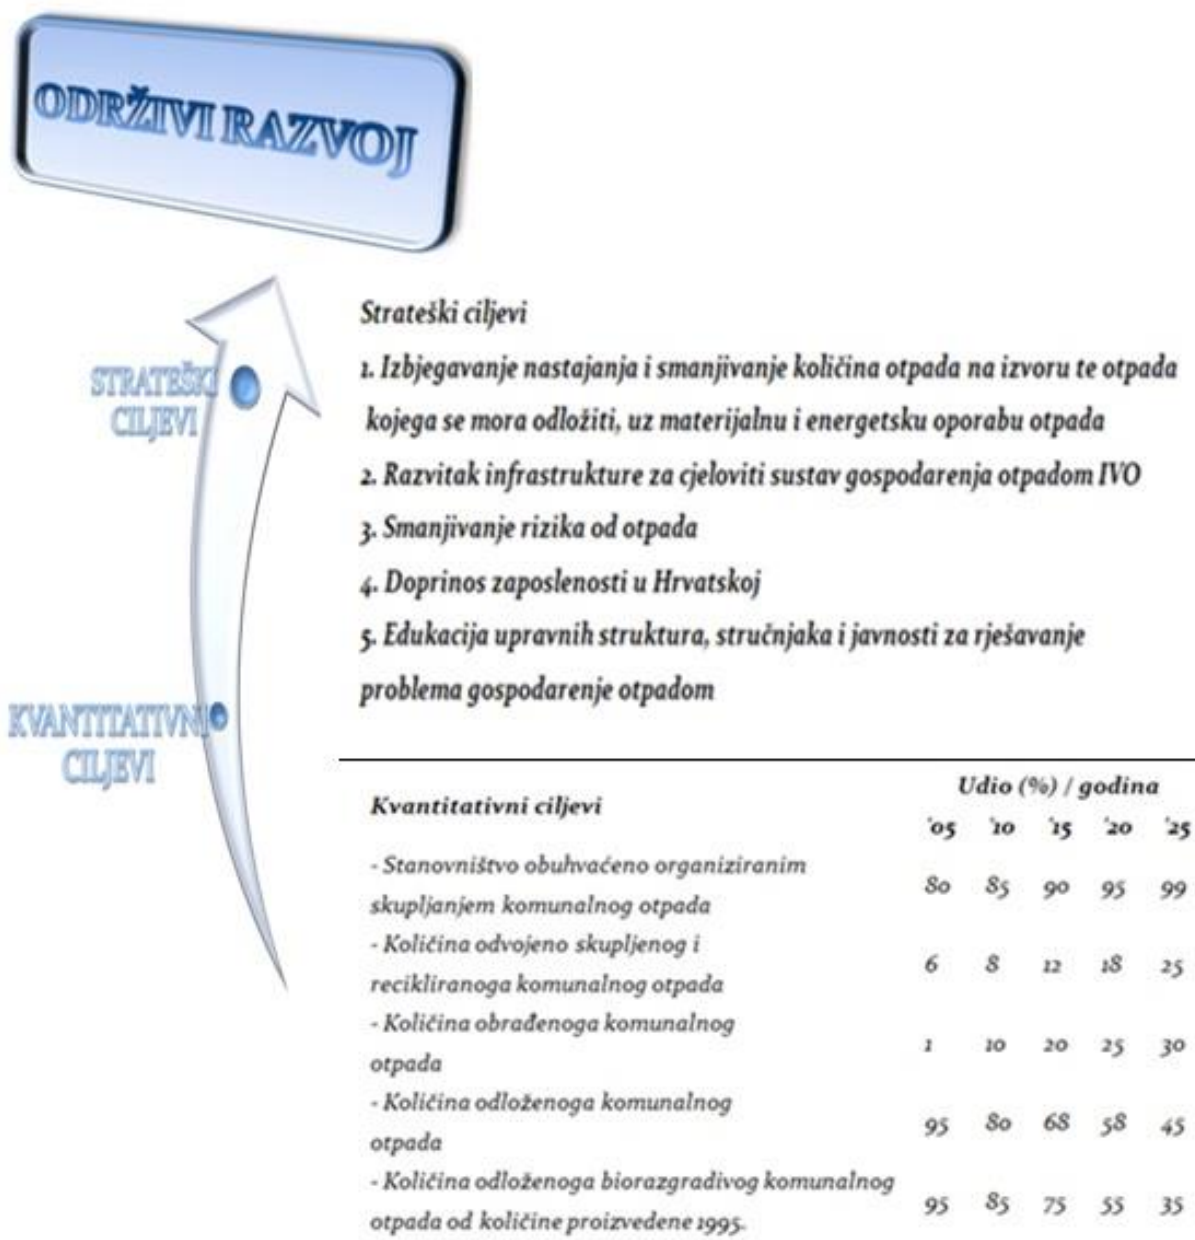 ODRŽIVI RAZVOJ
STRATEŠKI
CILJEVI
KVANTITATIVNI
CILJEVI
Strateški ciljevi
1. Izbjegavanje nastajanja i smanjivanje količina otpada na izvoru te otpada
kojega se mora odložiti, uz materijalnu i energetsku oporabu otpada
2. Razvitak infrastrukture za cjeloviti sustav gospodarenja otpadom IVO
3. Smanjivanje rizika od otpada
4. Doprinos zaposlenosti u Hrvatskoj
5. Edukacija upravnih struktura, stručnjaka i javnosti za rješavanje
problema gospodarenje otpadom
Kvantitativni ciljevi Udio (%) / godina
'05 '10 '15 '20 '25
- Stanovništvo obuhvaćeno organiziranim
skupljanjem komunalnog otpada 80 85 90 95 99
- Količina odvojeno skupljenog i
recikliranoga komunalnog otpada 6 8 12 18 25
- Količina obrađenoga komunalnog
otpada 1 10 20 25 30
- Količina odloženoga komunalnog
otpada 95 80 68 58 45
- Količina odloženoga biorazgradivog komunalnog
otpada od količine proizvedene 1995. 95 85 75 55 35